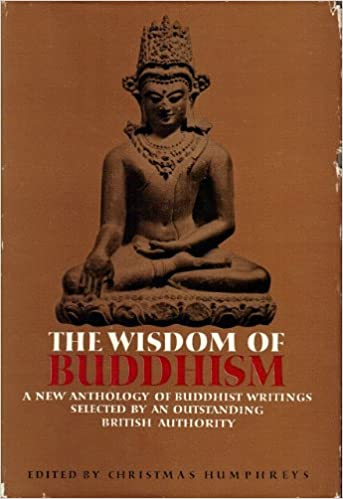 THE WISDOM OF
BUDDHISM
A NEW ANTHOLOGY OF BUDDHIST WRITINGS
SELECTED BY AN OUTSTANDING
BRITISH AUTHORITY
EDITED BY CHRISTMAS HUMPHREYS